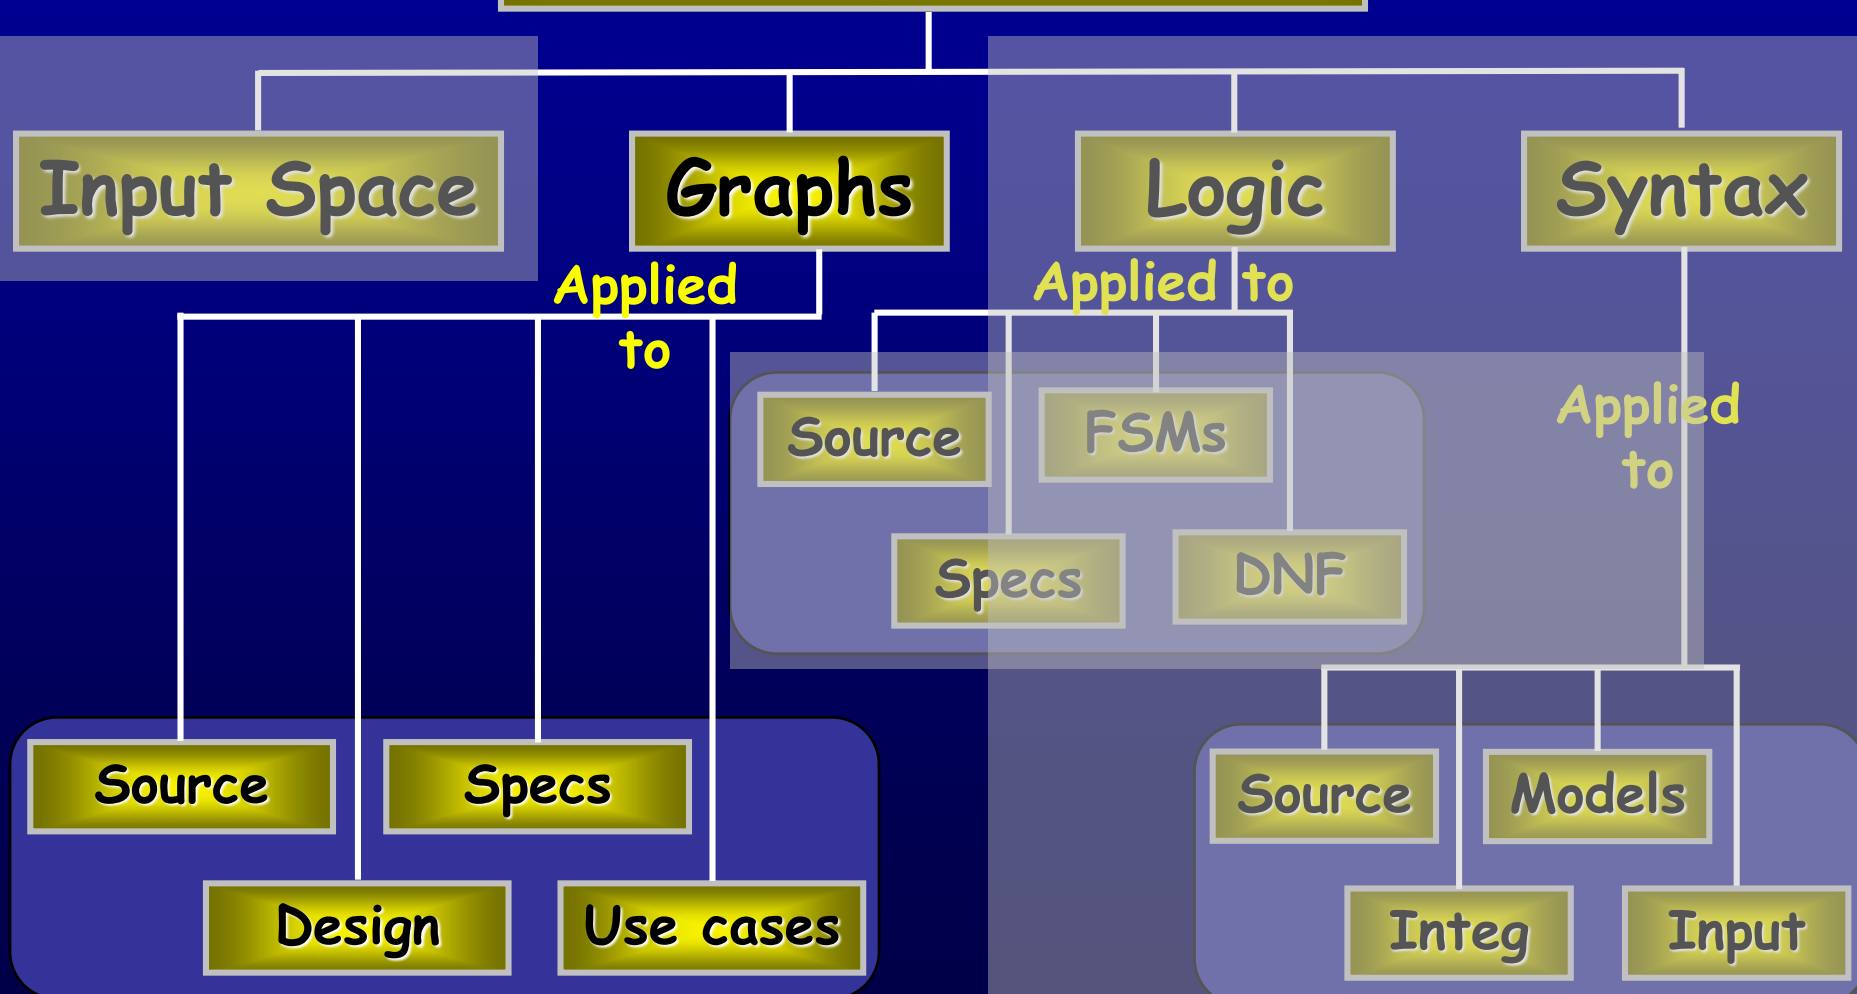 Input Space
Graphs
Logic
Syntax
Applied
to
Applied to
Applied
to
Source
FSMs
Specs
DNF
Source
Specs
Design
Use cases
Source
Models
Integ
Input